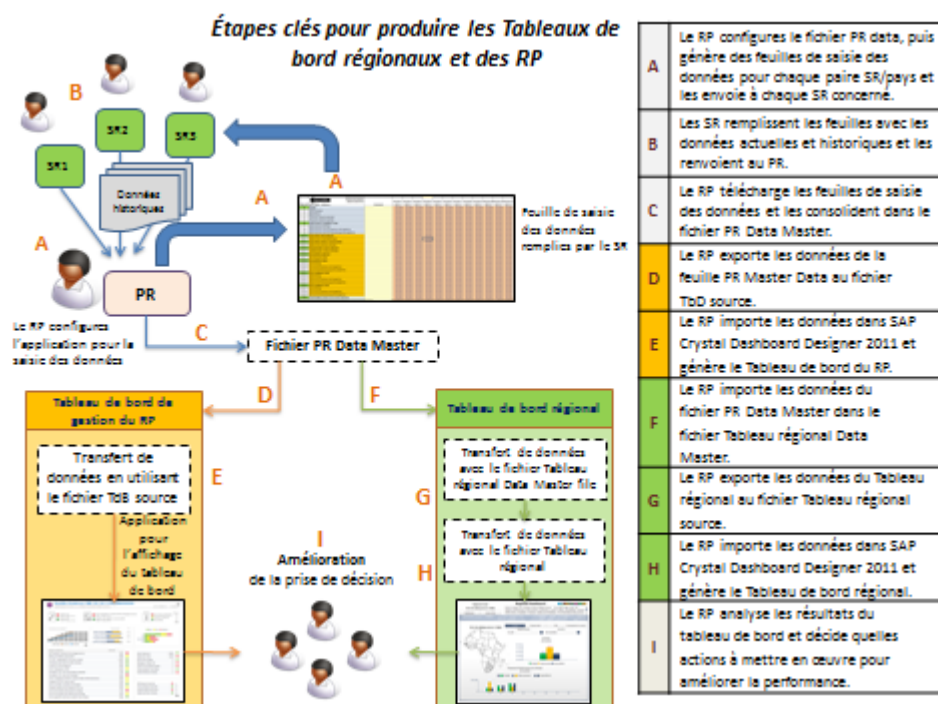 Étapes clés pour produire les Tableaux de
bord régionaux et des RP
B
SR1
SR2
SR3
Données
historiques
A
A
A
PR
Le RP configures
l'application pour la
saisie des données
Feuille de saisie
des données
remplies par le SR
C
Fichier PR Data Master
D
F
Tableau de bord de
gestion du RP
Transfert de
données en utilisant
le fichier TdB source
E
Application
pour
l'affichage
du tableau
de bord
Tableau de bord régional
Transfert de données
avec le fichier Tableau
régional Data Master file
G
Transfert de données
avec le fichier Tableau
régional
H
I
Amélioration
de la prise de décision
A
Le RP configures le fichier PR data, puis
génère des feuilles de saisie des
données pour chaque paire SR/pays et
les envoie à chaque SR concerné.
B
Les SR remplissent les feuilles avec les
données actuelles et historiques et les
renvoient au PR.
C
Le RP télécharge les feuilles de saisie
des données et les consolident dans le
fichier PR Data Master.
D
Le RP exporte les données de la
feuille PR Master Data au fichier
TbD source.
E
Le RP importe les données dans SAP
Crystal Dashboard Designer 2011 et
génère le Tableau de bord du RP.
F
Le RP importe les données du
fichier PR Data Master dans le
fichier Tableau régional Data
Master.
G
Le RP exporte les données du Tableau
régional au fichier Tableau régional
source.
H
Le RP importe les données dans SAP
Crystal Dashboard Designer 2011 et
génère le Tableau de bord régional.
I
Le RP analyse les résultats du
tableau de bord et décide quelles
actions à mettre en œuvre pour
améliorer la performance.